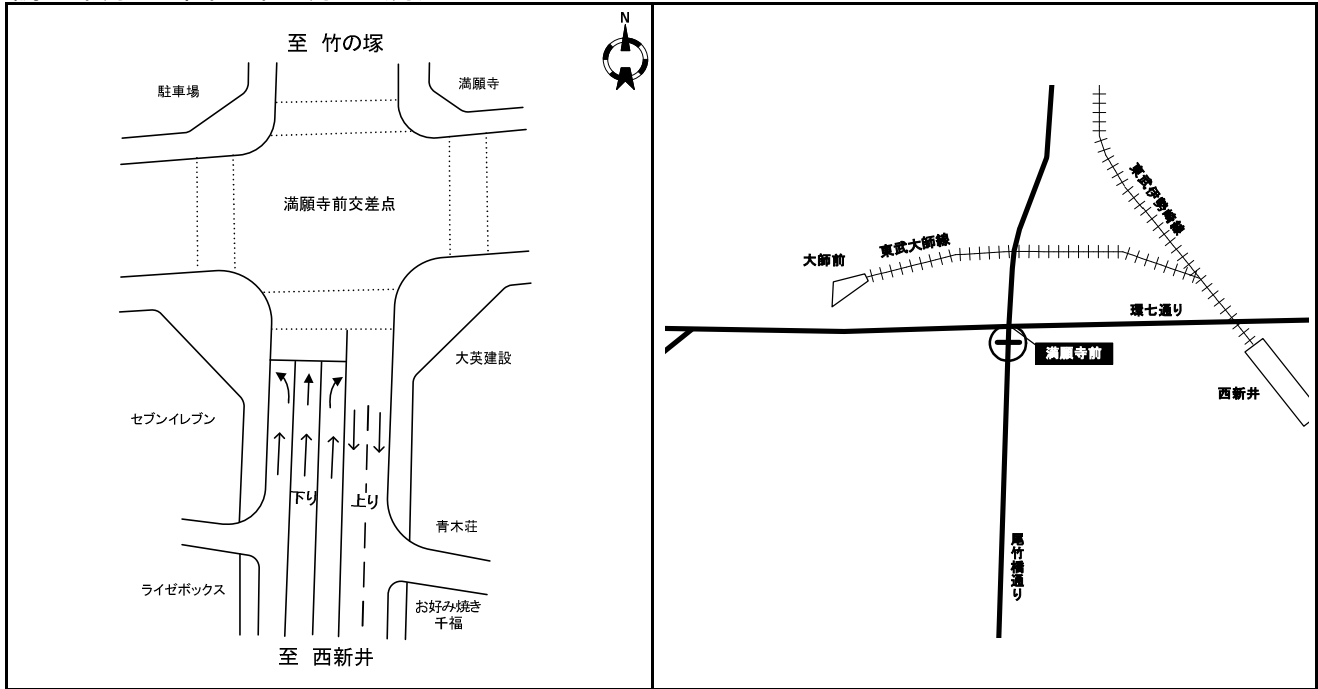 至 竹の塚
N
駐車場
満願寺
満願寺前交差点
大英建設
セブンイレブン
下り
上り
青木荘
ライゼボックス
お好み焼き
千福
至 西新井
東武伊勢崎線
東武大師線
大師前
環七通り
満願寺前
西新井
尾竹橋通り